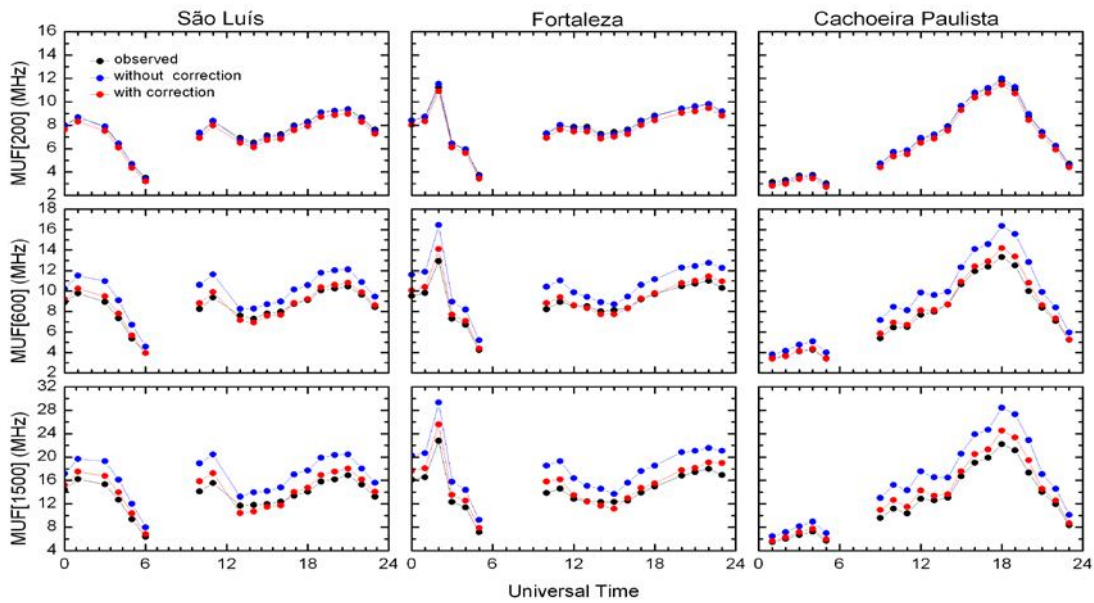 São Luís Fortaleza Cachoeira Paulista
MUF[200] (MHz)
16
14
12
10
8
6
4
2
observed
without correction
with correction
MUF[600] (MHz)
18
16
14
12
10
8
6
4
2
MUF[1500] (MHz)
32
28
24
20
16
12
8
4
0 6 12 18 24 0 6 12 18 24 0 6 12 18 24
Universal Time